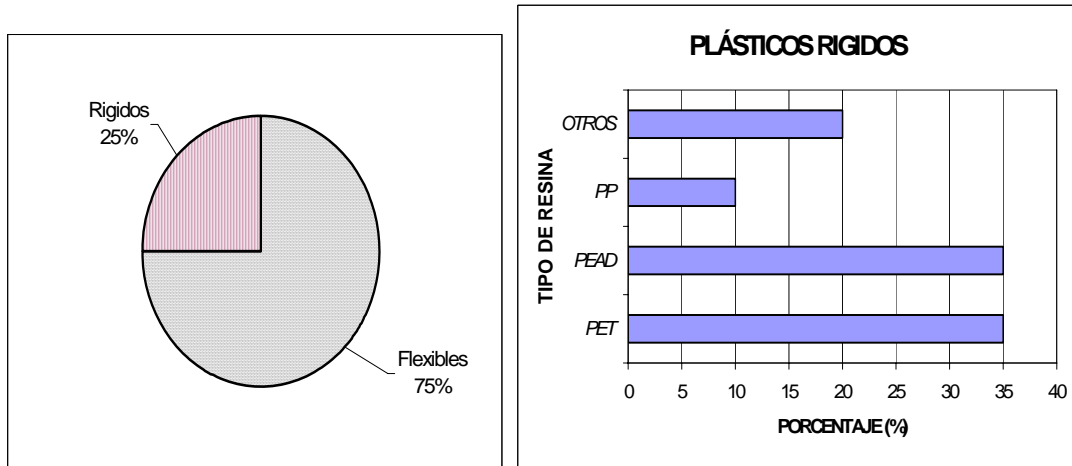 Rigidos
25%
Flexibles
75%
PLÁSTICOS RIGIDOS
TIPO DE RESINA
OTROS
PP
PEAD
PET
0 5 10 15 20 25 30 35 40
PORCENTAJE (%)